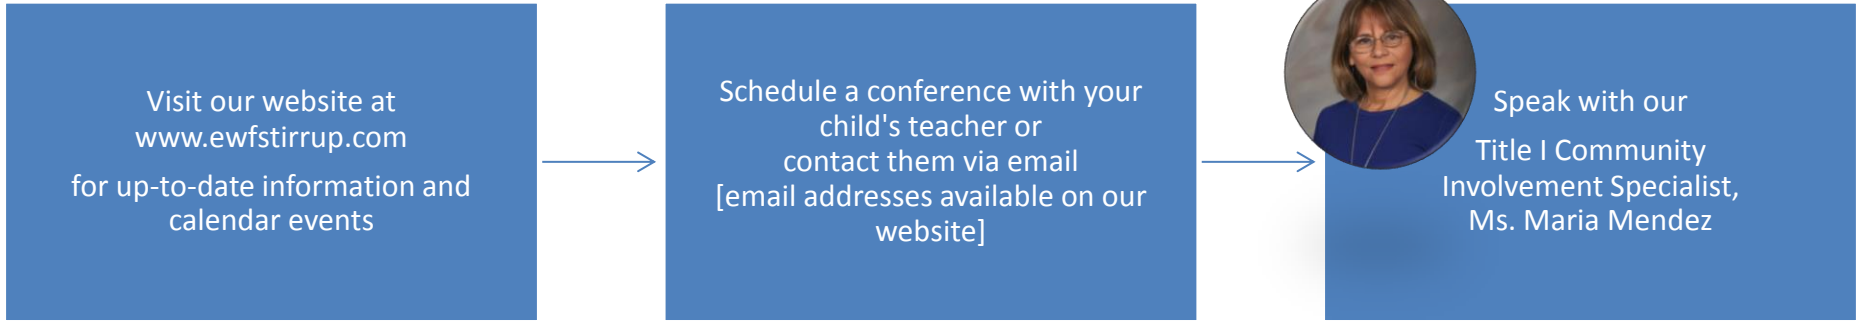 Visit our website at
www.ewfstirrup.com
for up-to-date information and
calendar events
Schedule a conference with your
child's teacher or
contact them via email
[email addresses available on our
website]
Speak with our
Title I Community
Involvement Specialist,
Ms. Maria Mendez